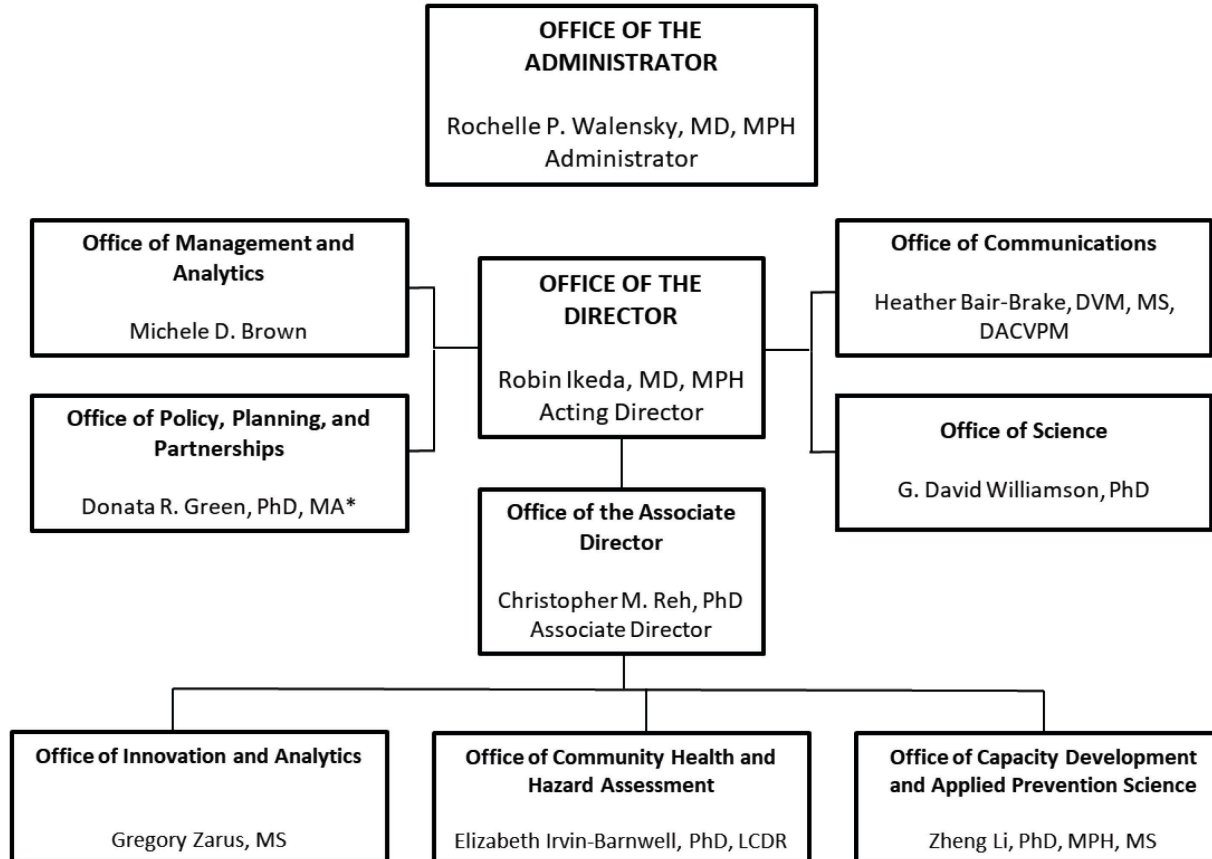 OFFICE OF THE
ADMINISTRATOR
Rochelle P. Walensky, MD, MPH
Administrator
Office of Management and
Analytics
Michele D. Brown
OFFICE OF THE
DIRECTOR
Robin Ikeda, MD, MPH
Acting Director
Office of Communications
Heather Bair-Brake, DVM, MS,
DACVPM
Office of Policy, Planning, and
Partnerships
Donata R. Green, PhD, MA*
Office of Science
G. David Williamson, PhD
Office of the Associate
Director
Christopher M. Reh, PhD
Associate Director
Office of Innovation and Analytics
Gregory Zarus, MS
Office of Community Health and
Hazard Assessment
Elizabeth Irvin-Barnwell, PhD, LCDR
Office of Capacity Development
and Applied Prevention Science
Zheng Li, PhD, MPH, MS